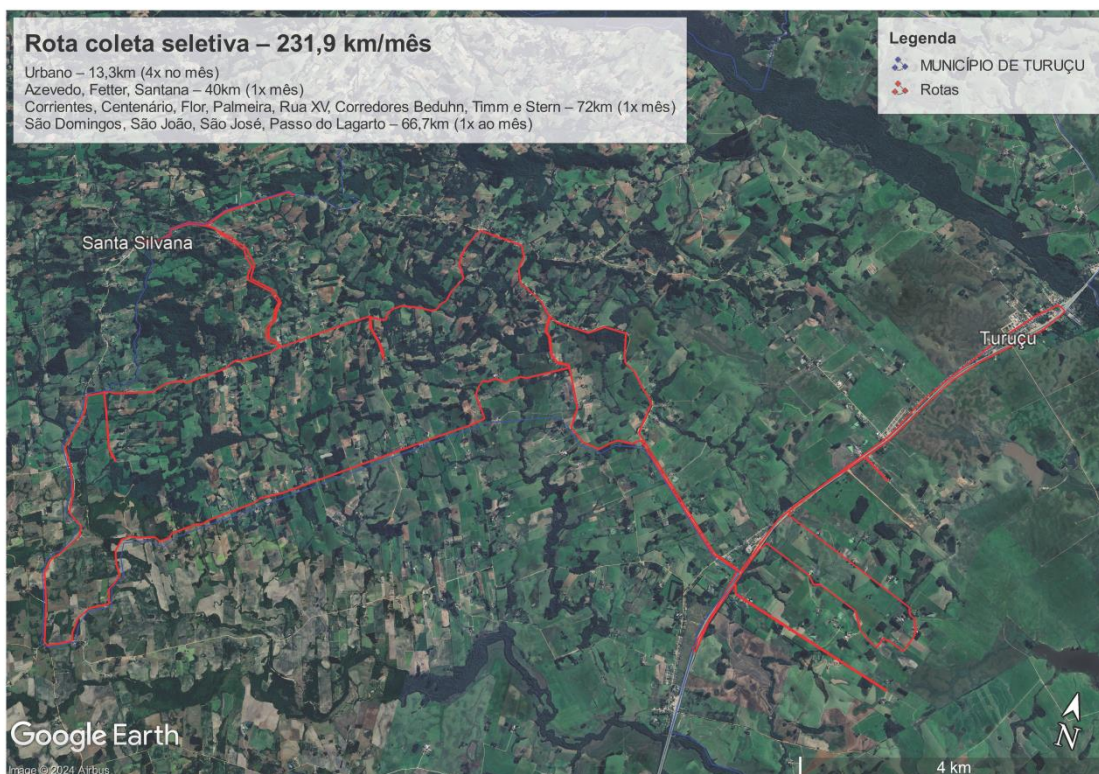 Rota coleta seletiva – 231,9 km/mês
Urbano – 13,3km (4x no mês)
Azevedo, Fetter, Santana – 40km (1x mês)
Corrientes, Centenário, Flor, Palmeira, Rua XV, Corredores Beduhn, Timm e Stern – 72km (1x mês)
São Domingos, São João, São José, Passo do Lagarto – 66,7km (1x ao mês)
Legenda
MUNICÍPIO DE TURUÇU
Rotas
Santa Silvana
Turuçu
Google Earth
Image © 2024 Airbus
N
4 km